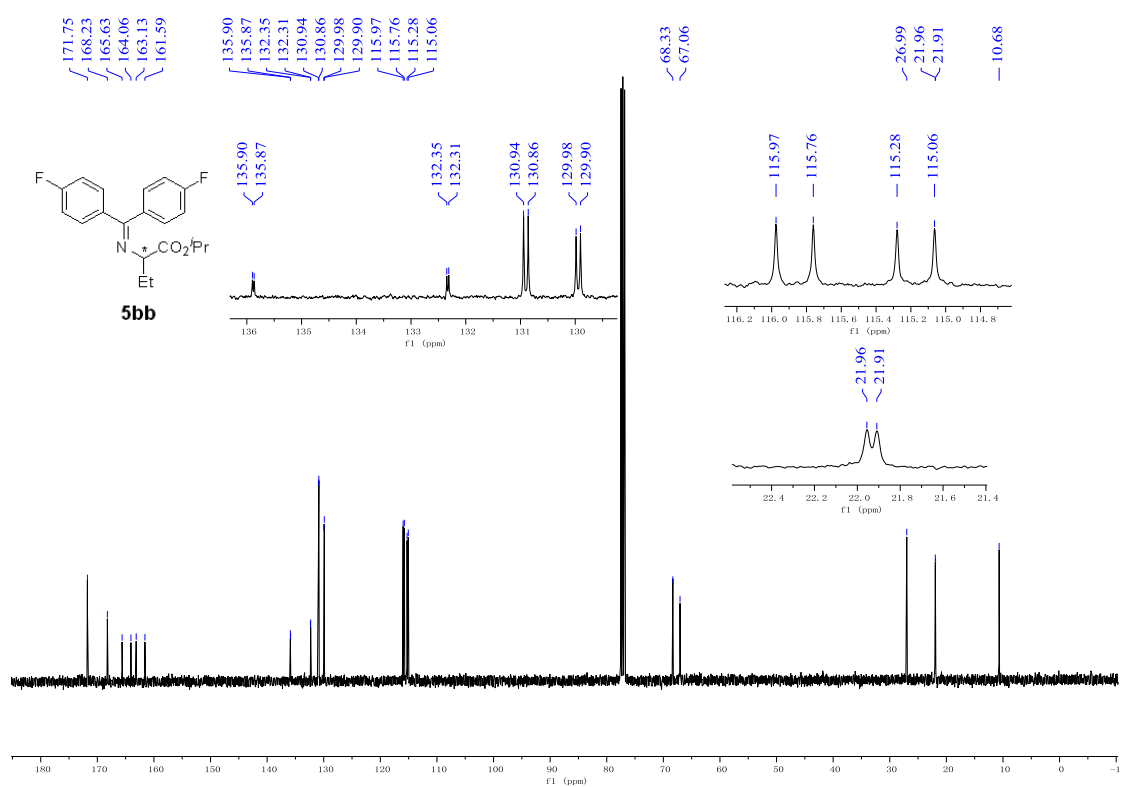 171.75
168.23
165.63
164.06
163.13
161.59
135.90
135.87
132.35
132.31
130.94
130.86
129.98
129.90
115.97
115.76
115.28
115.06
68.33
67.06
26.99
21.96
21.91
10.68
F
F
N
*
CO2iPr
Et
5bb
135.90
135.87
132.35
132.31
130.94
130.86
129.98
129.90
136 135 134 133 132 131 130
f1 (ppm)
115.97
115.76
115.28
115.06
116.2 116.0 115.8 115.6 115.4 115.2 115.0 114.8
f1 (ppm)
21.96
21.91
22.4 22.2 22.0 21.8 21.6 21.4
f1 (ppm)
180 170 160 150 140 130 120 110 100 90 80 70 60 50 40 30 20 10 0 -1
f1 (ppm)